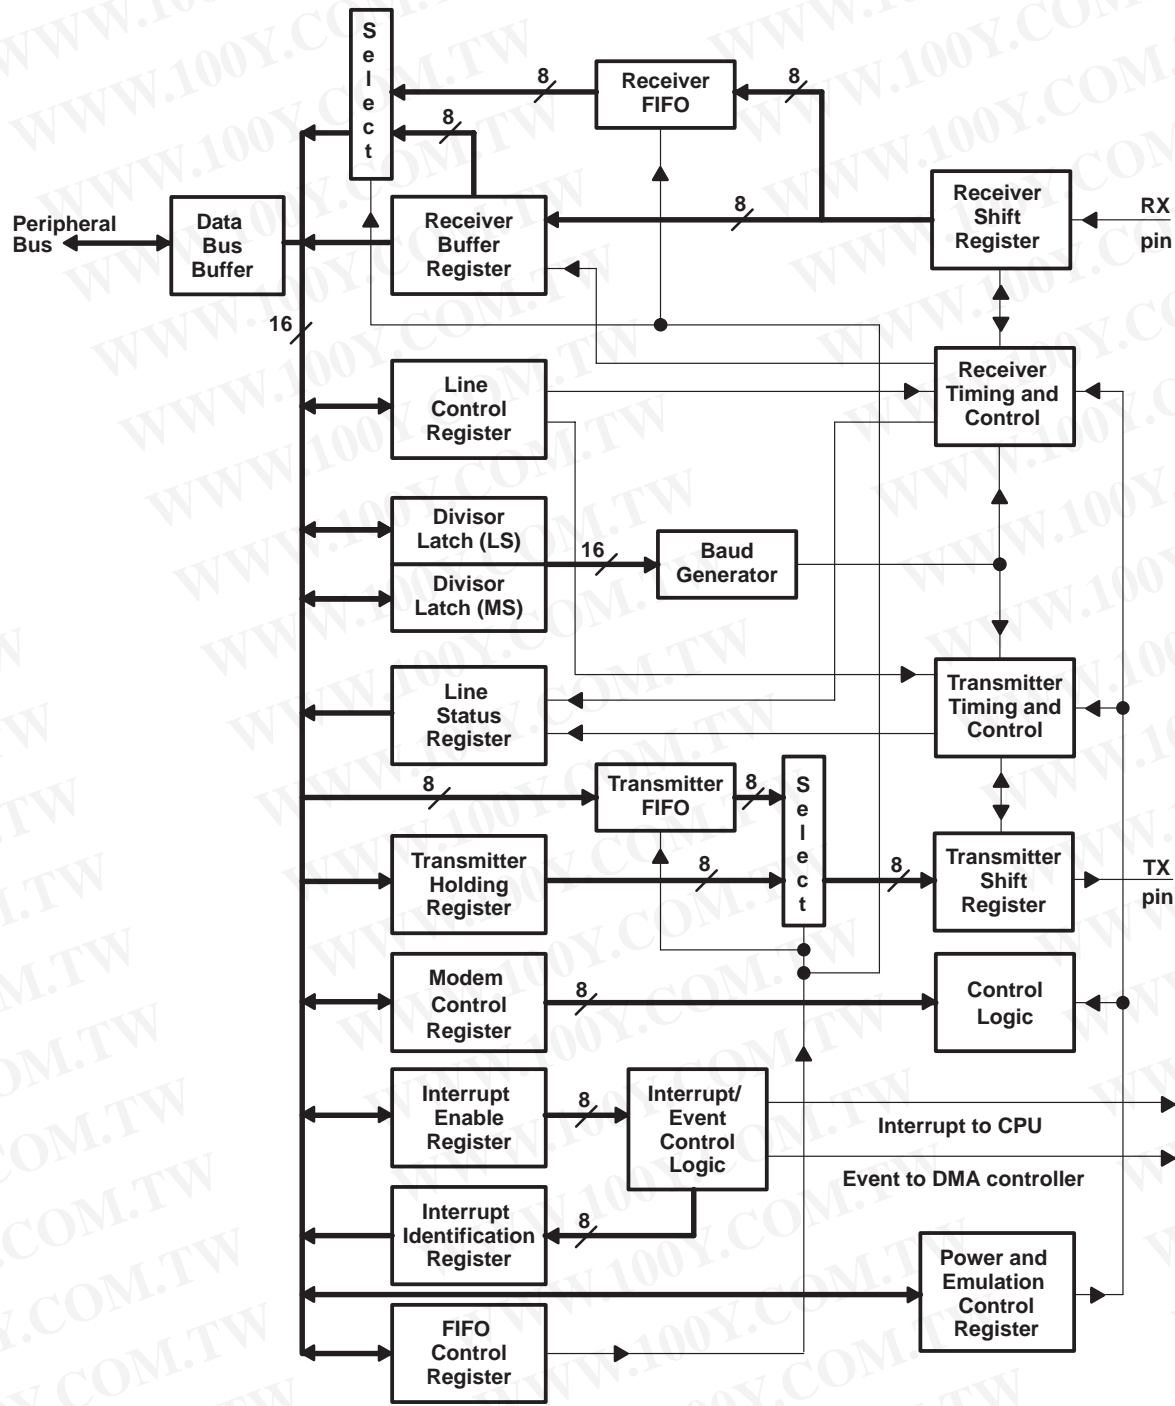 S
e
l
e
c
t
8
Receiver
FIFO
8
8
Peripheral
Bus
Data
Bus
Buffer
Receiver
Buffer
Register
8
Receiver
Shift
Register
RX
pin
16
Line
Control
Register
Receiver
Timing and
Control
Divisor
Latch (LS)
Divisor
Latch (MS)
16
Baud
Generator
Line
Status
Register
Transmitter
Timing and
Control
8
Transmitter
FIFO
8
S
e
l
e
c
t
Transmitter
Holding
Register
8
8
Transmitter
Shift
Register
TX
pin
Modem
Control
Register
8
Control
Logic
Interrupt
Enable
Register
8
Interrupt/
Event
Control
Logic
Interrupt to CPU
Event to DMA controller
Interrupt
Identification
Register
8
Power and
Emulation
Control
Register
FIFO
Control
Register
WWW.100Y.COM.TW